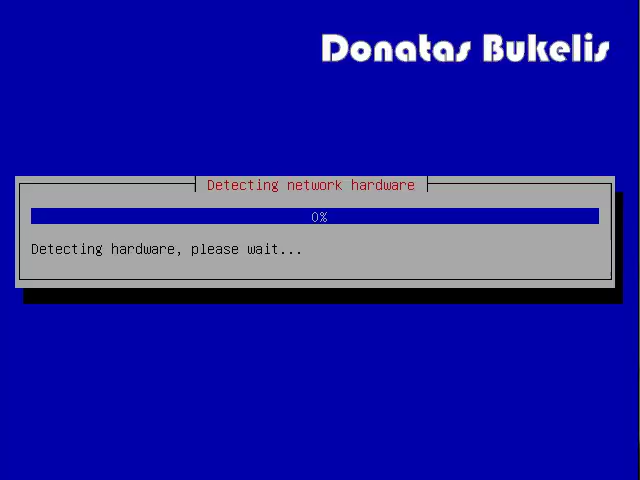 Donatas Bukelis
Detecting network hardware
0%
Detecting hardware, please wait...